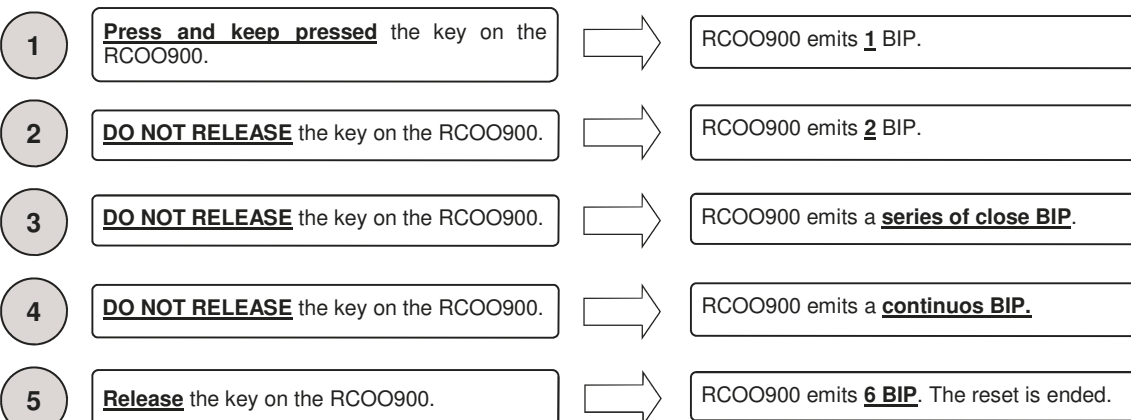 1
Press and keep pressed the key on the
RCOO900.
RCOO900 emits 1 BIP.
2
DO NOT RELEASE the key on the RCOO900.
RCOO900 emits 2 BIP.
3
DO NOT RELEASE the key on the RCOO900.
RCOO900 emits a series of close BIP.
4
DO NOT RELEASE the key on the RCOO900.
RCOO900 emits a continuos BIP.
5
Release the key on the RCOO900.
RCOO900 emits 6 BIP. The reset is ended.